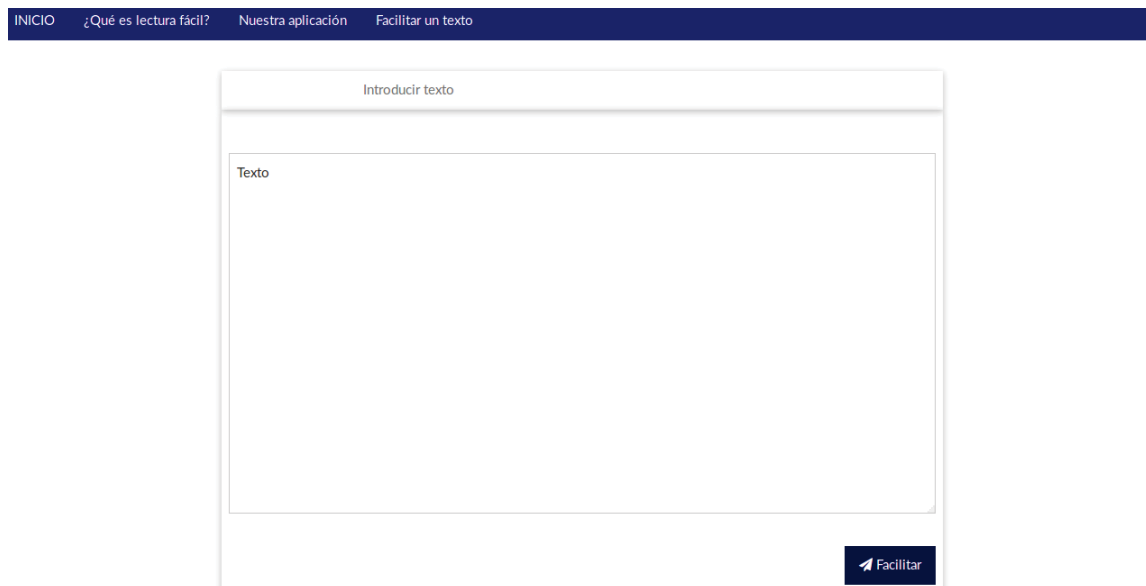 INICIO ¿Qué es lectura fácil? Nuestra aplicación Facilitar un texto
Introducir texto
Texto
Facilitar